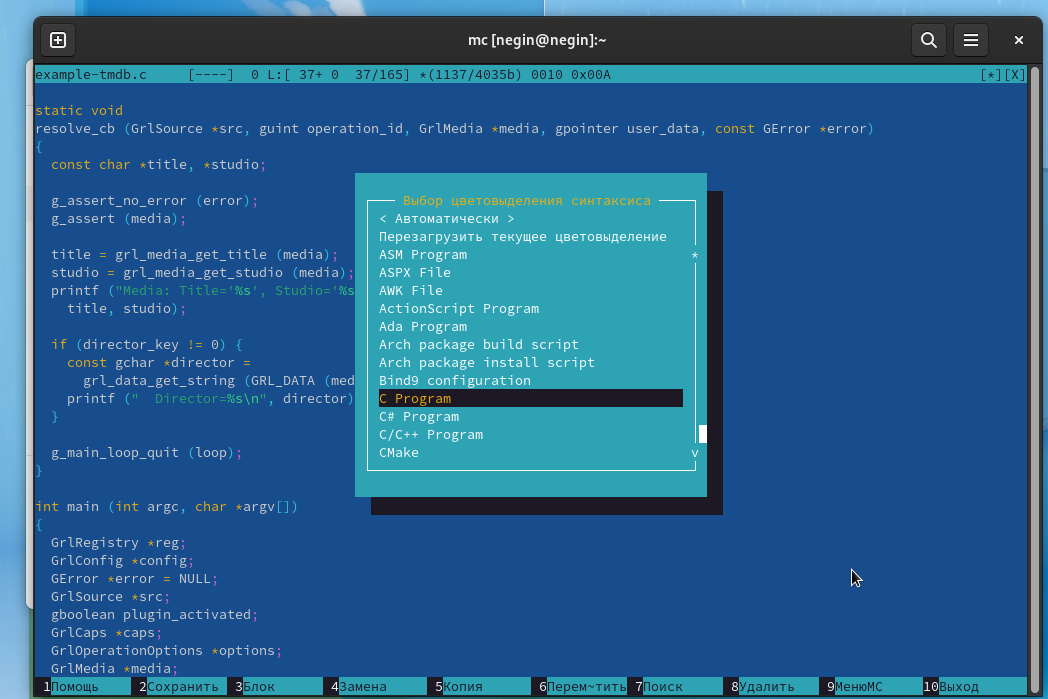 mc [negin@negin]:~
example-tmdb.c [----] 0 L:[ 37+ 0 37/165] *(1137/4035b) 0010 0x00A [*][X]
static void
resolve_cb (GrlSource *src, guint operation_id, GrlMedia *media, gpointer user_data, const GError *error)
{
const char *title, *studio;
g_assert_no_error (error);
g_assert (media);
title = grl_media_get_title (media);
studio = grl_media_get_studio (media);
printf ("Media: Title='%s', Studio='%s
title, studio);
if (director_key != 0) {
const gchar *director =
grl_data_get_string (GRL_DATA (med
printf ("  Director=%s\n", director)
}
g_main_loop_quit (loop);
}
int main (int argc, char *argv[])
{
GrlRegistry *reg;
GrlConfig *config;
GError *error = NULL;
GrlSource *src;
gboolean plugin_activated;
GrlCaps *caps;
GrlOperationOptions *options;
GrlMedia *media;
Выбор цветовыделения синтаксиса
< Автоматически >
Перезагрузить текущее цветовыделение
ASM Program
ASPX File
AWK File
ActionScript Program
Ada Program
Arch package build script
Arch package install script
Bind9 configuration
C Program
C# Program
C/C++ Program
CMake
1Помощь 2Сохранить 3Блок 4Замена 5Копия 6Перем~тить 7Поиск 8Удалить 9МенюMC 10Выход